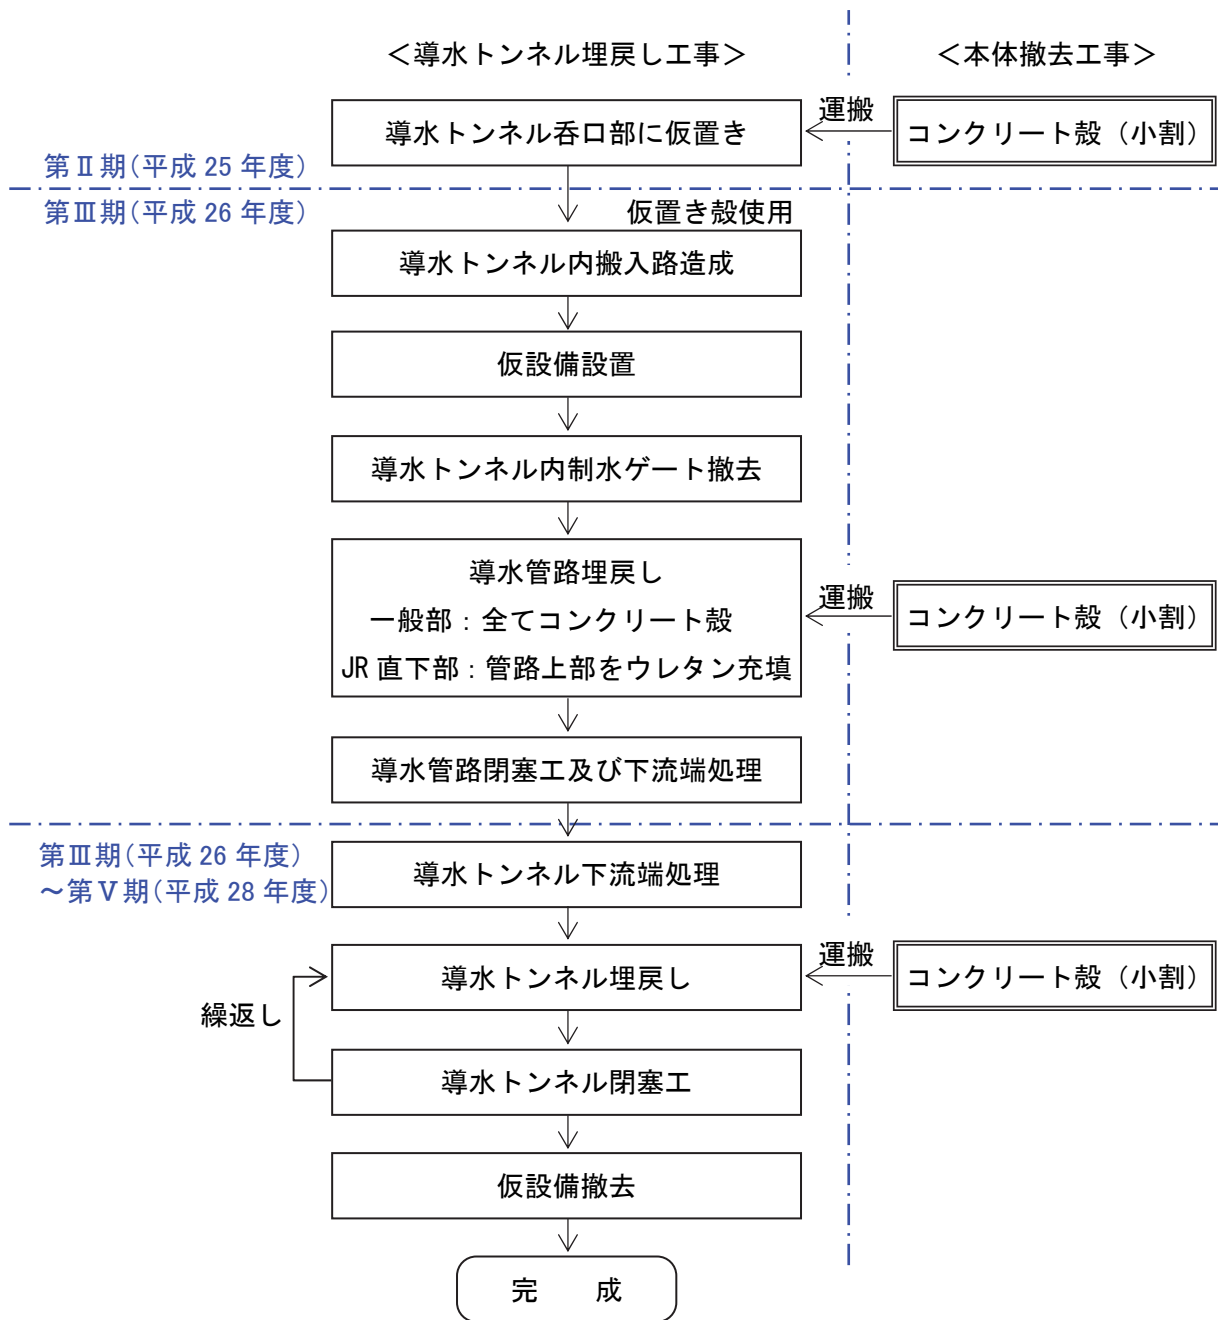 ＜導水トンネル埋戻し工事＞
＜本体撤去工事＞
導水トンネル呑口部に仮置き
運搬
コンクリート殻（小割）
第Ⅱ期(平成 25 年度)
第Ⅲ期(平成 26 年度)
仮置き殻使用
導水トンネル内搬入路造成
仮設備設置
導水トンネル内制水ゲート撤去
導水管路埋戻し
一般部：全てコンクリート殻
JR 直下部：管路上部をウレタン充填
運搬
コンクリート殻（小割）
導水管路閉塞工及び下流端処理
第Ⅲ期(平成 26 年度)
～第Ⅴ期(平成 28 年度)
導水トンネル下流端処理
導水トンネル埋戻し
運搬
コンクリート殻（小割）
繰返し
導水トンネル閉塞工
仮設備撤去
完　　成